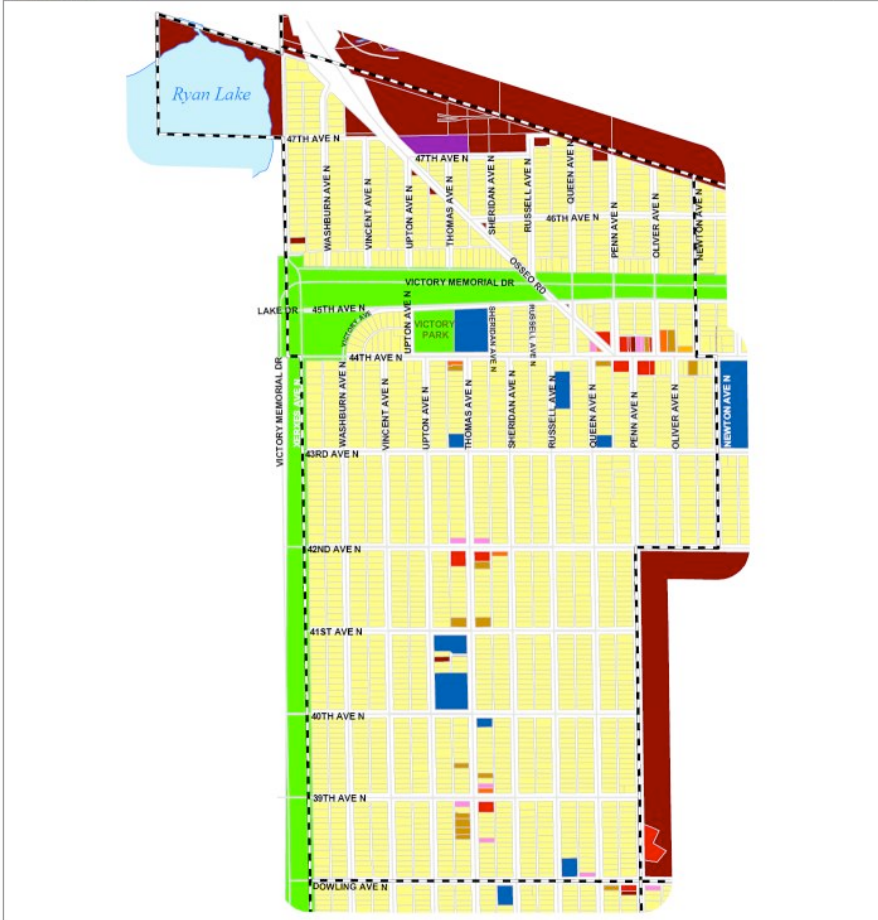 Ryan Lake
47TH AVE N
47TH AVE N
WASHBURN AVE N
VINCENT AVE N
UPTON AVE N
THOMAS AVE N
SHERIDAN AVE N
RUSSELL AVE N
QUEEN AVE N
PENN AVE N
OLIVER AVE N
NEWTON AVE N
46TH AVE N
OSSEO RD
VICTORY MEMORIAL DR
LAKE DR
45TH AVE N
VICTORY AVE
UPTON AVE N
VICTORY
PARK
SHERIDAN AVE N
RUSSELL AVE N
44TH AVE N
VICTORY MEMORIAL DR
WASHBURN AVE N
VINCENT AVE N
UPTON AVE N
THOMAS AVE N
SHERIDAN AVE N
RUSSELL AVE N
QUEEN AVE N
PENN AVE N
OLIVER AVE N
NEWTON AVE N
43RD AVE N
42ND AVE N
41ST AVE N
40TH AVE N
39TH AVE N
DOWLING AVE N